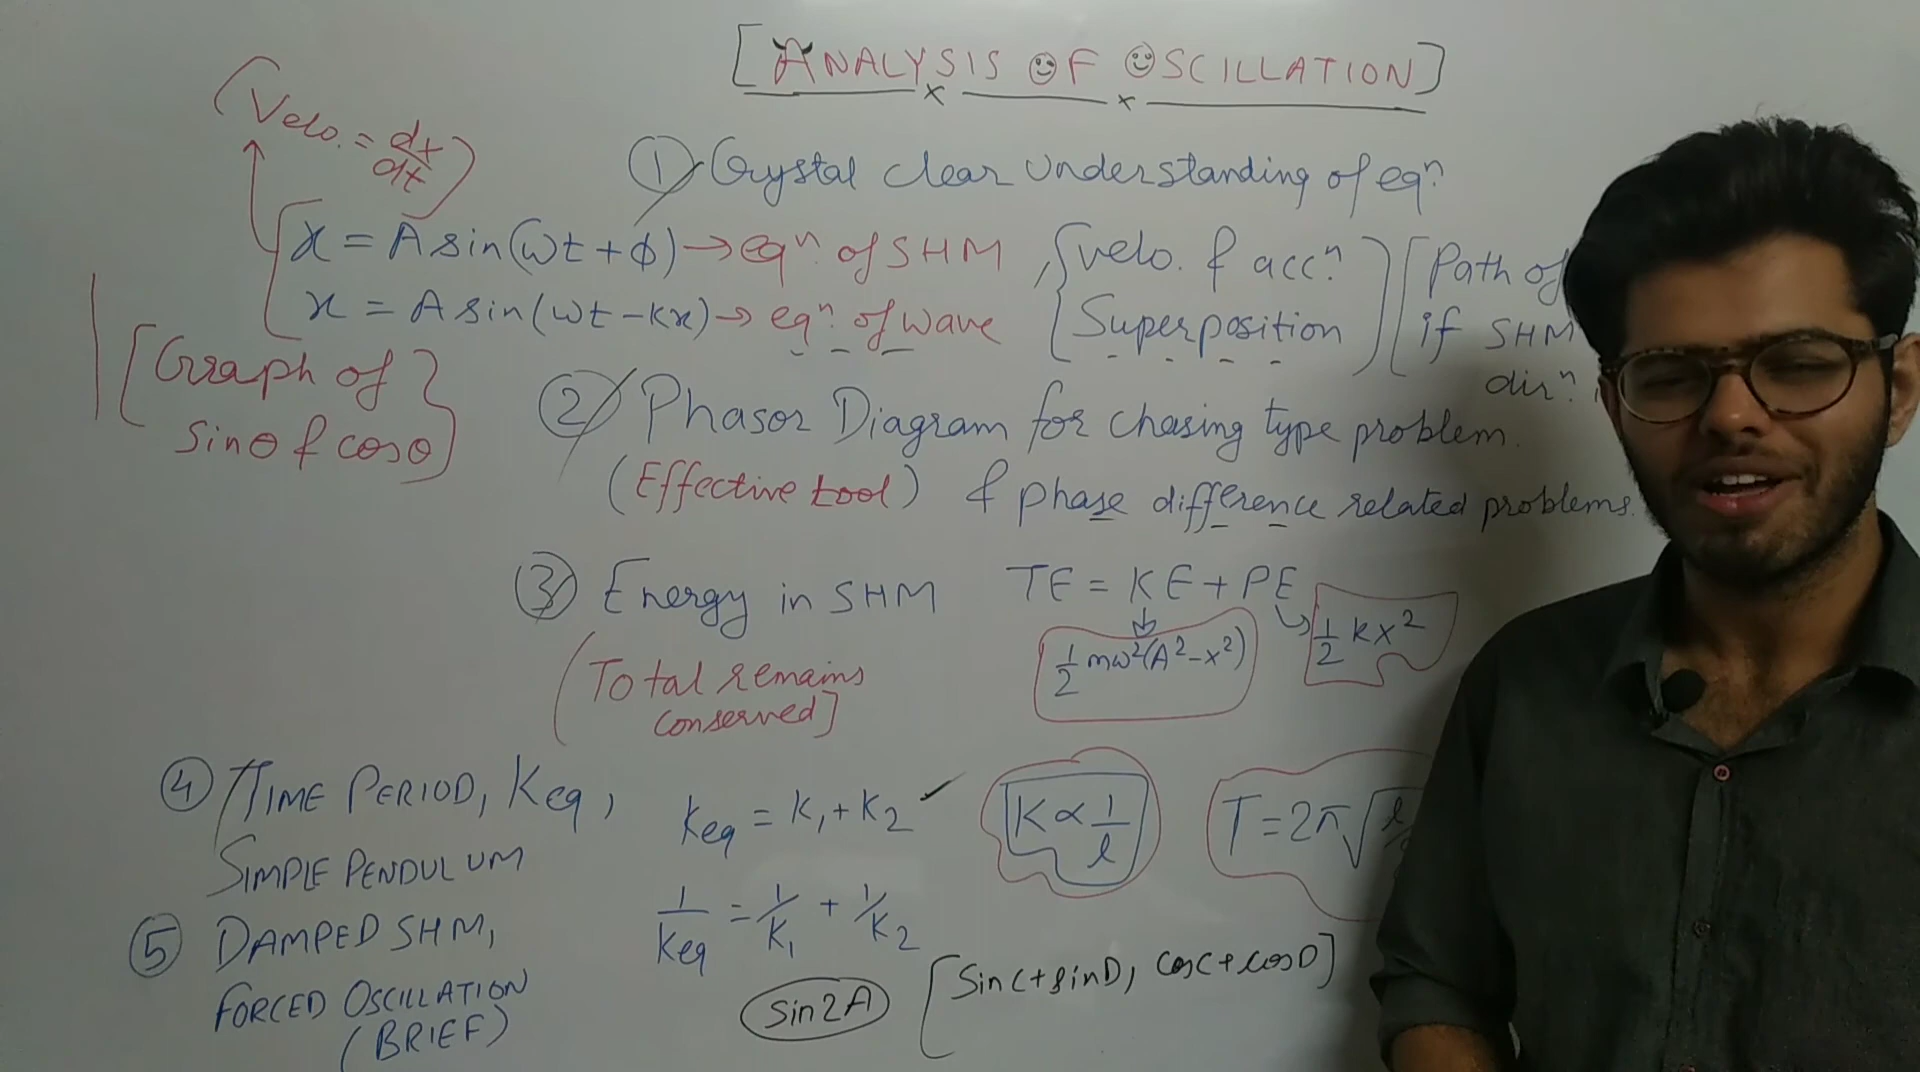 [ANALYSIS OF OSCILLATION]
(Velo. = dx/dt)
① Crystal clear understanding of eqⁿ.
x = A sin(ωt + ϕ) → eqⁿ. of SHM, {velo. & accⁿ. [Path of
x = A sin(ωt - kx) → eqⁿ. of wave Superposition) if SHM
dirⁿ.
[Graph of
sinθ & cosθ]
② Phasor Diagram for chasing type problem.
(Effective tool) & phase difference related problems.
③ Energy in SHM TE = KE + PE
½ mω²(A² - x²) ½ kx²
(Total remains
conserved]
④ TIME PERIOD, Keq, Keq = K₁ + K₂ K ∝ 1/l T = 2π√l/
SIMPLE PENDULUM
1/Keq = 1/K₁ + 1/K₂
⑤ DAMPED SHM,
FORCED OSCILLATION
(BRIEF)
sin2A [sinC + sinD, cosC + cosD]